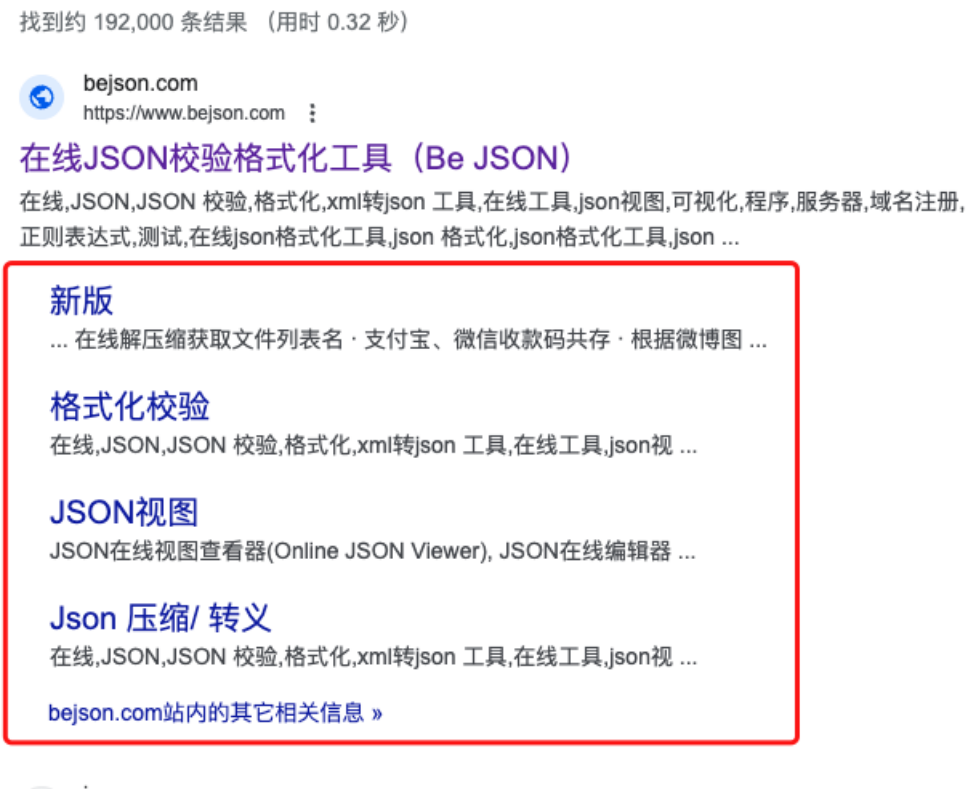 找到约 192,000 条结果 （用时 0.32 秒）
bejson.com
https://www.bejson.com
在线JSON校验格式化工具（Be JSON）
在线,JSON,JSON 校验,格式化,xml转json 工具,在线工具,json视图,可视化,程序,服务器,域名注册,
正则表达式,测试,在线json格式化工具,json 格式化,json格式化工具,json ...
新版
... 在线解压缩获取文件列表名 · 支付宝、微信收款码共存 · 根据微博图 ...
格式化校验
在线,JSON,JSON 校验,格式化,xml转json 工具,在线工具,json视 ...
JSON视图
JSON在线视图查看器(Online JSON Viewer), JSON在线编辑器 ...
Json 压缩/ 转义
在线,JSON,JSON 校验,格式化,xml转json 工具,在线工具,json视 ...
bejson.com站内的其它相关信息 »